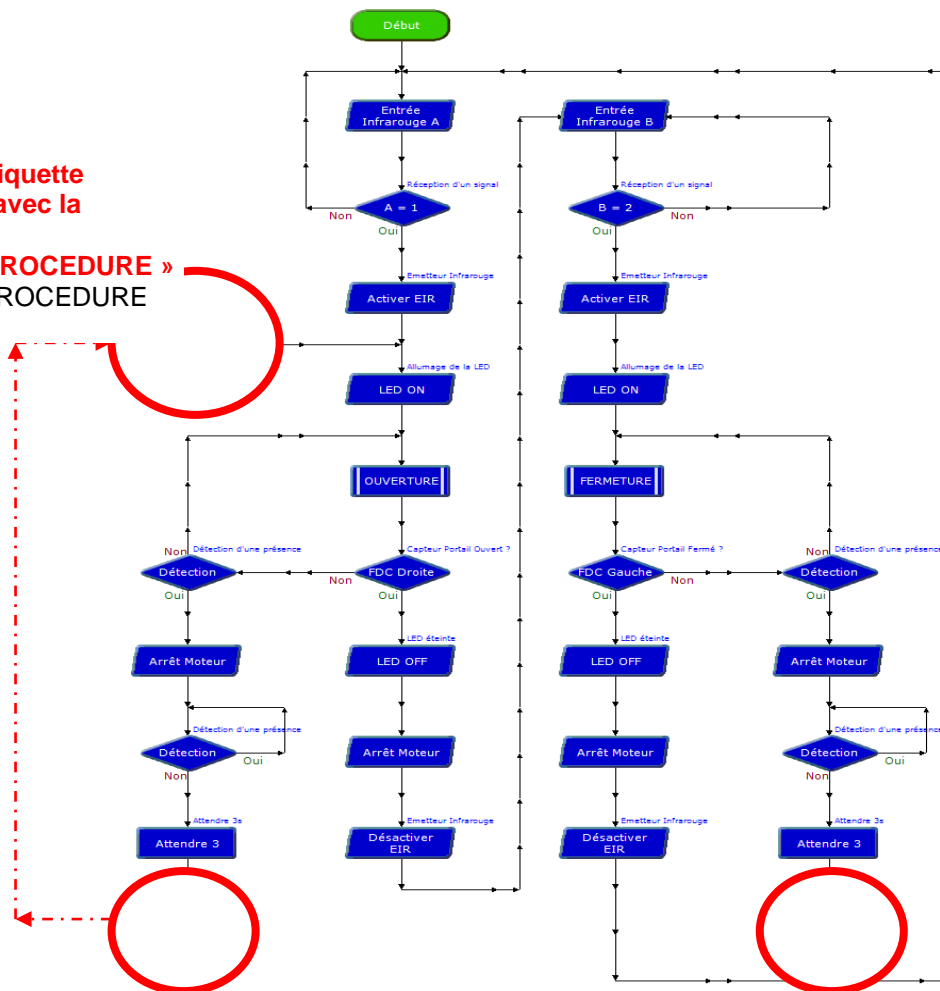 Début
Entrée
Infrarouge A
Entrée
Infrarouge B
iquette
avec la
ROCEDURE »
ROCEDURE
Réception d'un signal
A = 1
Non
Oui
Réception d'un signal
B = 2
Non
Oui
Emetteur Infrarouge
Activer EIR
Emetteur Infrarouge
Activer EIR
Allumage de la LED
LED ON
Allumage de la LED
LED ON
OUVERTURE
FERMETURE
Non
Détection d'une présence
Détection
Oui
Capteur Portail Ouvert ?
FDC Droite
Non
Oui
Capteur Portail Fermé ?
FDC Gauche
Non
Oui
Non
Détection d'une présence
Détection
Oui
Arrêt Moteur
LED éteinte
LED OFF
LED éteinte
LED OFF
Arrêt Moteur
Détection d'une présence
Détection
Oui
Non
Arrêt Moteur
Arrêt Moteur
Détection d'une présence
Détection
Oui
Non
Attendre 3s
Attendre 3
Emetteur Infrarouge
Désactiver
EIR
Emetteur Infrarouge
Désactiver
EIR
Attendre 3s
Attendre 3